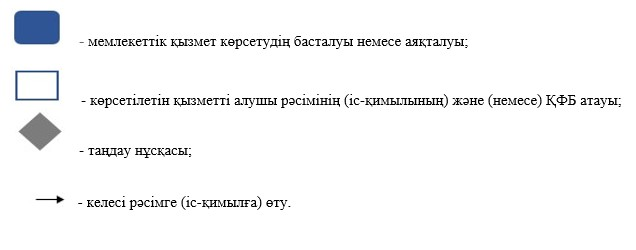 - мемлекеттік қызмет көрсетудің басталуы немесе аяқталуы;
- көрсетілетін қызметті алушы рәсімінің (іс-қимылының) және (немесе) ҚФБ атауы;
- таңдау нұсқасы;
- келесі рәсімге (іс-қимылға) өту.